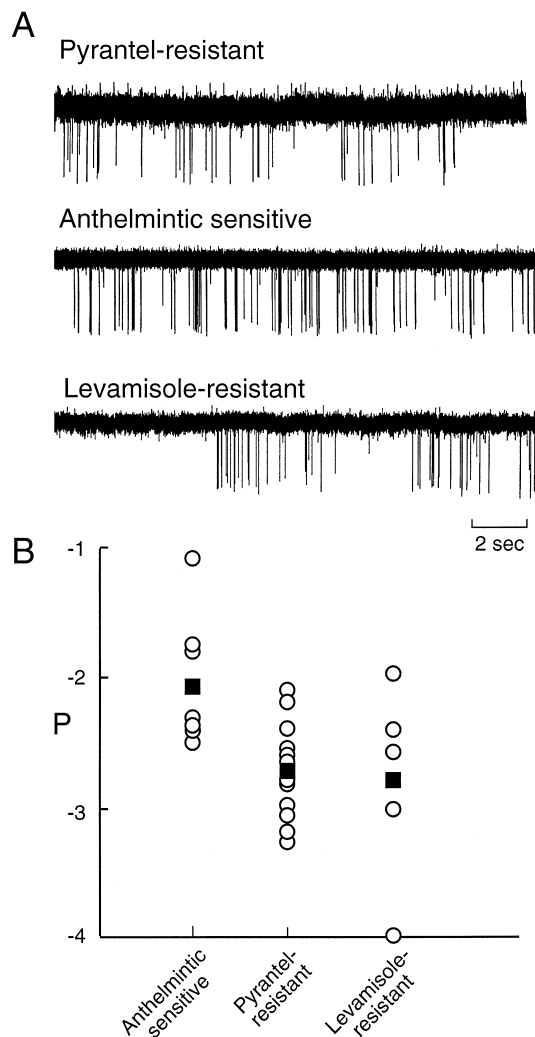 A
Pyrantel-resistant
Anthelmintic sensitive
Levamisole-resistant
2 sec
B
-1
-2
P
-3
-4
Anthelmintic
sensitive
Pyrantel-
resistant
Levamisole-
resistant